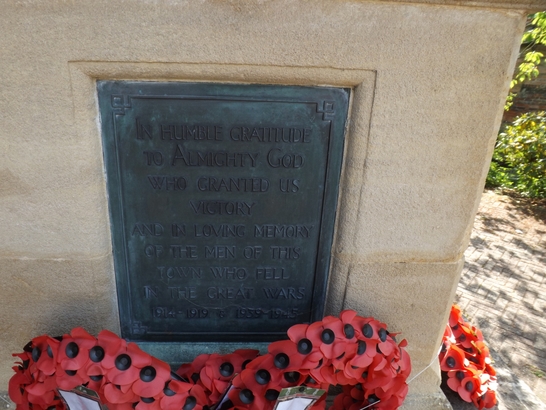 IN HUMBLE GRATITUDE
TO ALMIGHTY GOD
WHO GRANTED US
VICTORY
AND IN LOVING MEMORY
OF THE MEN OF THIS
TOWN WHO FELL
IN THE GREAT WARS
1914-1919 & 1939-1945